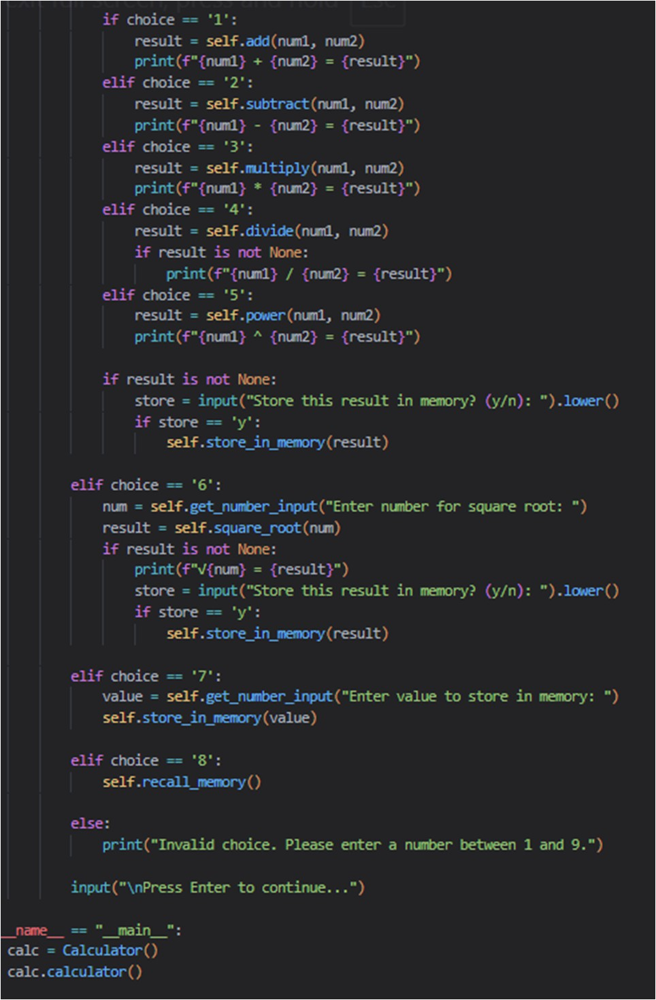 exit full screen, press and hold Esc
if choice == '1':
result = self.add(num1, num2)
print(f"{num1} + {num2} = {result}")
elif choice == '2':
result = self.subtract(num1, num2)
print(f"{num1} - {num2} = {result}")
elif choice == '3':
result = self.multiply(num1, num2)
print(f"{num1} * {num2} = {result}")
elif choice == '4':
result = self.divide(num1, num2)
if result is not None:
print(f"{num1} / {num2} = {result}")
elif choice == '5':
result = self.power(num1, num2)
print(f"{num1} ^ {num2} = {result}")
if result is not None:
store = input("Store this result in memory? (y/n): ").lower()
if store == 'y':
self.store_in_memory(result)
elif choice == '6':
num = self.get_number_input("Enter number for square root: ")
result = self.square_root(num)
if result is not None:
print(f"√{num} = {result}")
store = input("Store this result in memory? (y/n): ").lower()
if store == 'y':
self.store_in_memory(result)
elif choice == '7':
value = self.get_number_input("Enter value to store in memory: ")
self.store_in_memory(value)
elif choice == '8':
self.recall_memory()
else:
print("Invalid choice. Please enter a number between 1 and 9.")
input("\nPress Enter to continue...")
__name__ == "__main__":
calc = Calculator()
calc.calculator()